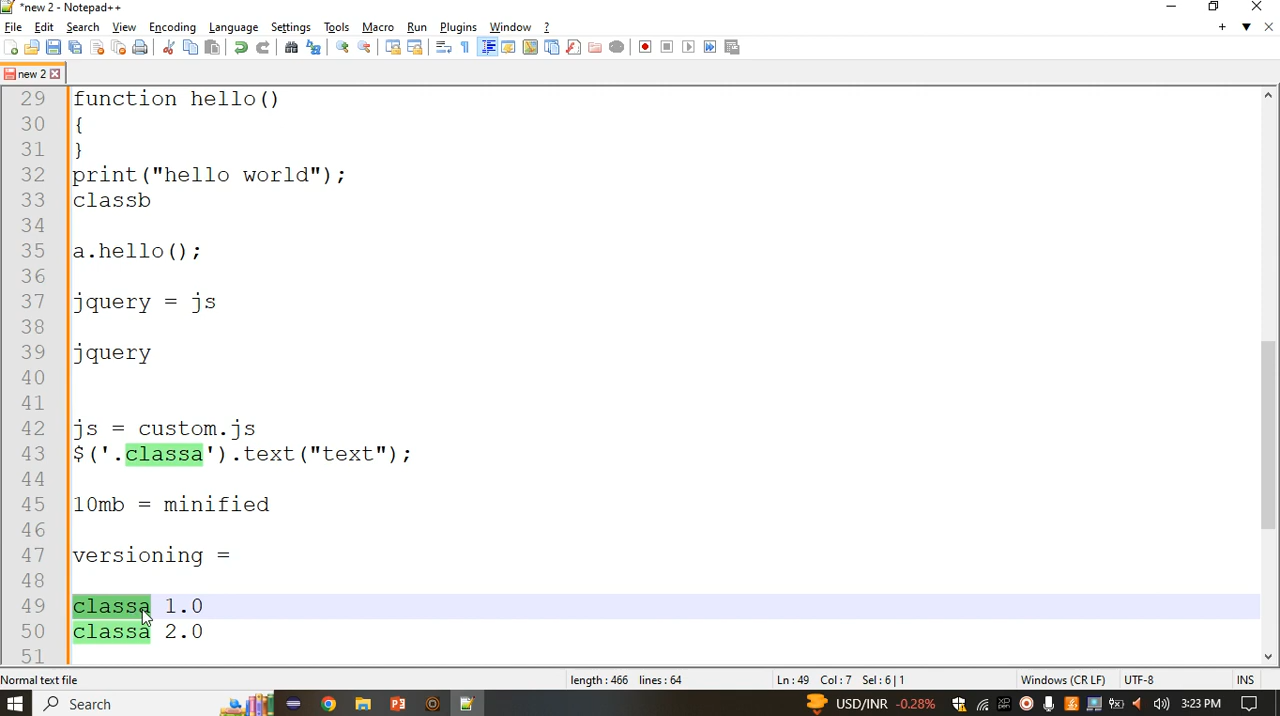 *new 2 - Notepad++
File Edit Search View Encoding Language Settings Tools Macro Run Plugins Window ?
new 2
29 function hello()
30 {
31 }
32 print("hello world");
33 classb
34
35 a.hello();
36
37 jquery = js
38
39 jquery
40
41
42 js = custom.js
43 $('.classa').text("text");
44
45 10mb = minified
46
47 versioning =
48
49 classa 1.0
50 classa 2.0
51
Normal text file length : 466 lines : 64 Ln : 49 Col : 7 Sel : 6 | 1 Windows (CR LF) UTF-8 INS
Search USD/INR -0.28% 3:23 PM